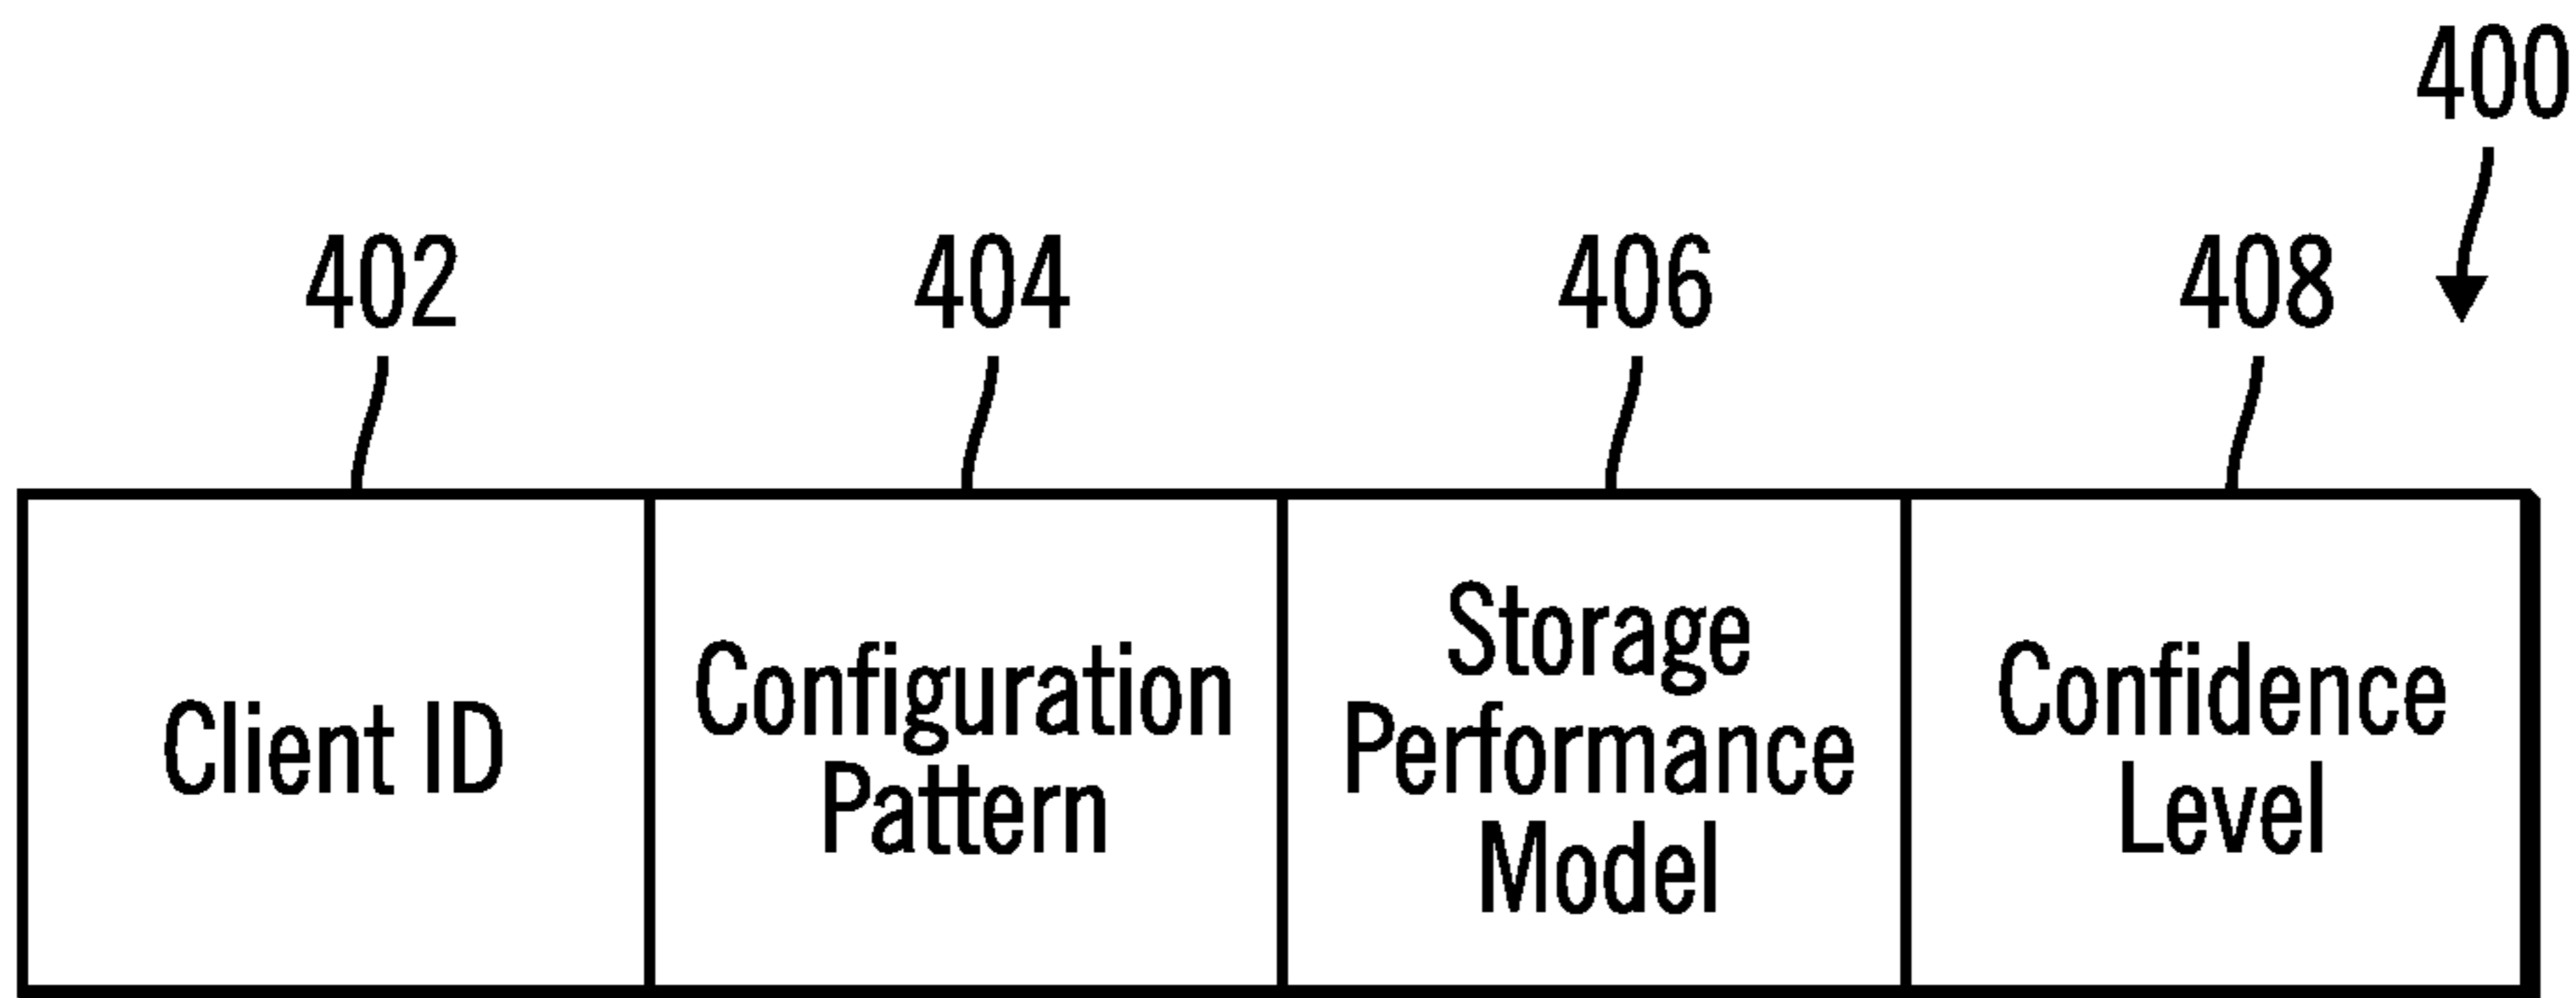 400
402
404
406
408
Client ID
Configuration
Pattern
Storage
Performance
Model
Confidence
Level